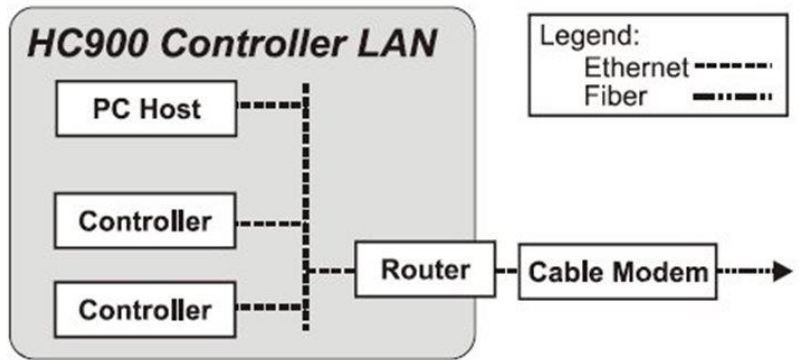 HC900 Controller LAN
PC Host
Controller
Controller
Router
Cable Modem
Legend:
Ethernet
Fiber